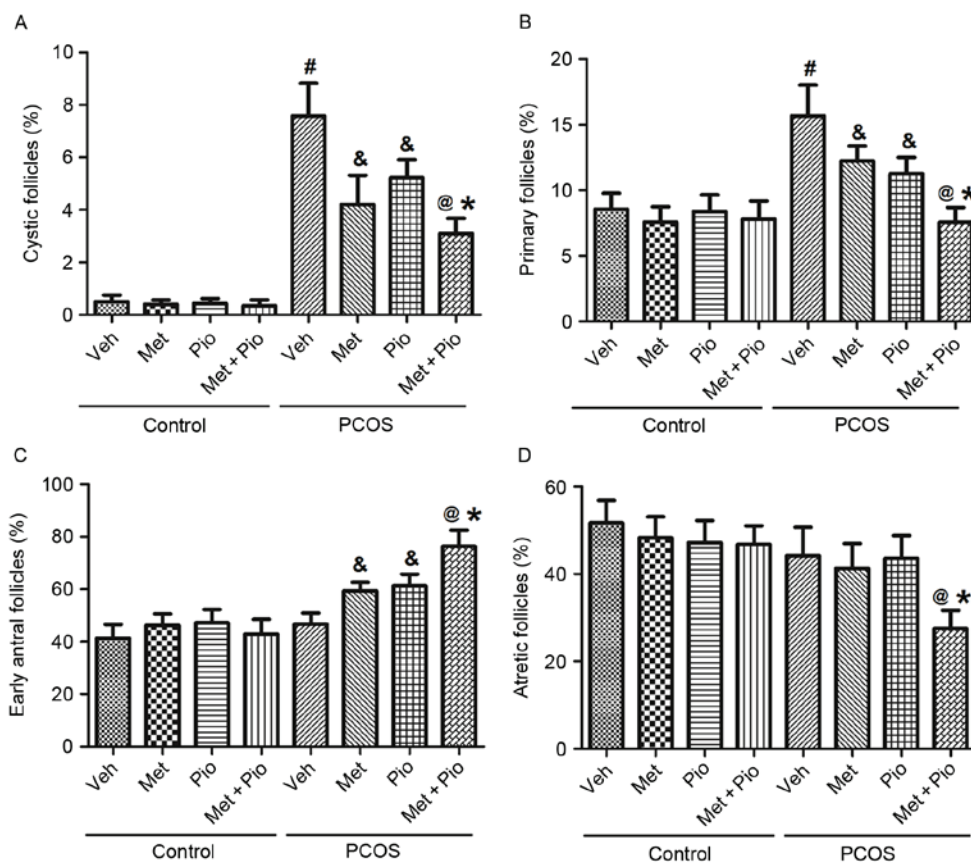 A
Cystic follicles (%)
10
8
6
4
2
0
#
&
&
@ *
Veh
Met
Pio
Met + Pio
Veh
Met
Pio
Met + Pio
Control
PCOS
B
Primary follicles (%)
20
15
10
5
0
#
&
&
@ *
Veh
Met
Pio
Met + Pio
Veh
Met
Pio
Met + Pio
Control
PCOS
C
Early antral follicles (%)
100
80
60
40
20
0
&
&
@ *
Veh
Met
Pio
Met + Pio
Veh
Met
Pio
Met + Pio
Control
PCOS
D
Atretic follicles (%)
60
40
20
0
@ *
Veh
Met
Pio
Met + Pio
Veh
Met
Pio
Met + Pio
Control
PCOS